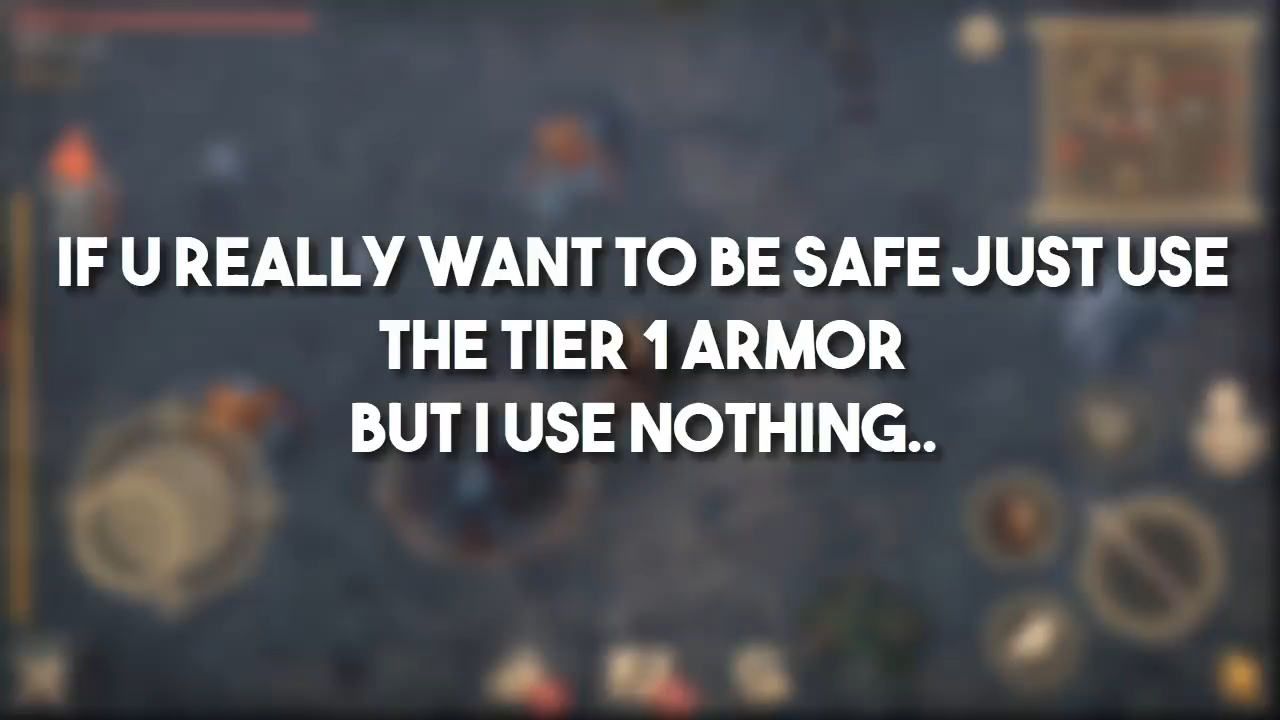 IF U REALLY WANT TO BE SAFE JUST USE
THE TIER 1 ARMOR
BUT I USE NOTHING..